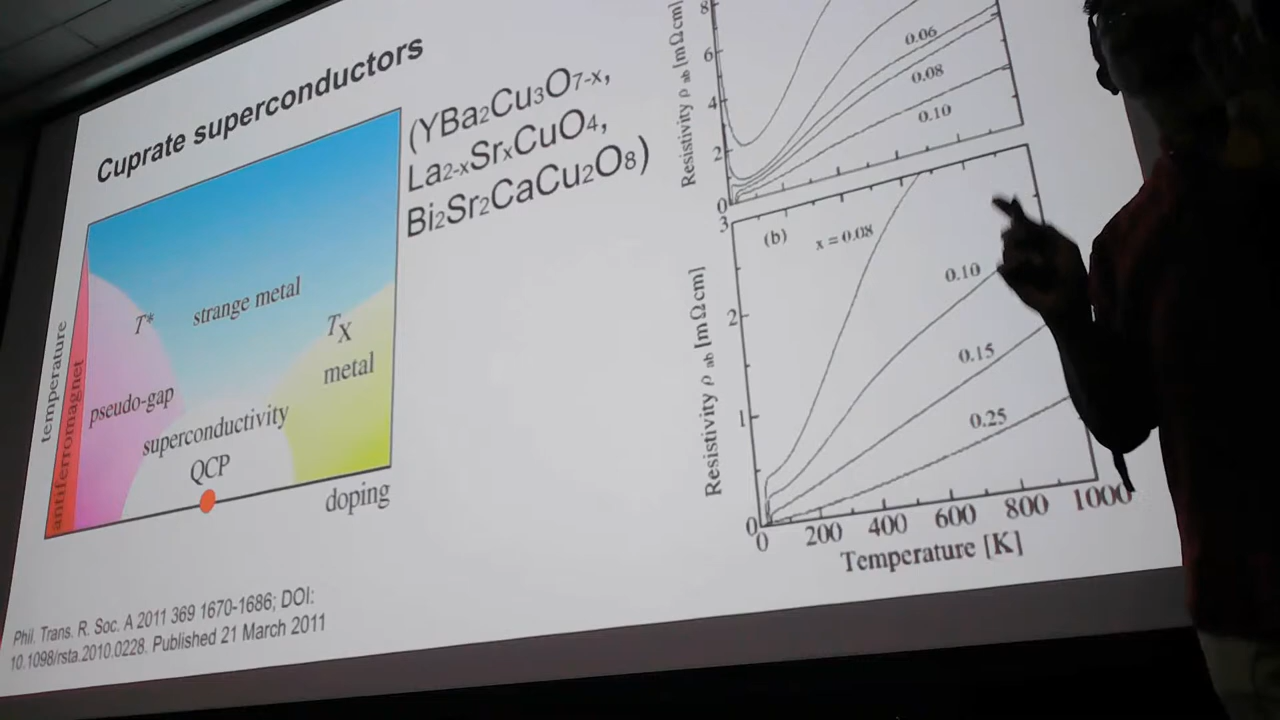 Cuprate superconductors
(YBa2Cu3O7-x,
La2-xSrxCuO4,
Bi2Sr2CaCu2O8)
temperature
antiferromagnet
T*
strange metal
TX
metal
pseudo-gap
superconductivity
QCP
doping
Phil. Trans. R. Soc. A 2011 369 1670-1686; DOI:
10.1098/rsta.2010.0228. Published 21 March 2011
Resistivity ρ ab [mΩcm]
8
6
4
2
0
0.06
0.08
0.10
Resistivity ρ ab [mΩcm]
3
2
1
0
(b)
x = 0.08
0.10
0.15
0.25
0 200 400 600 800 1000
Temperature [K]